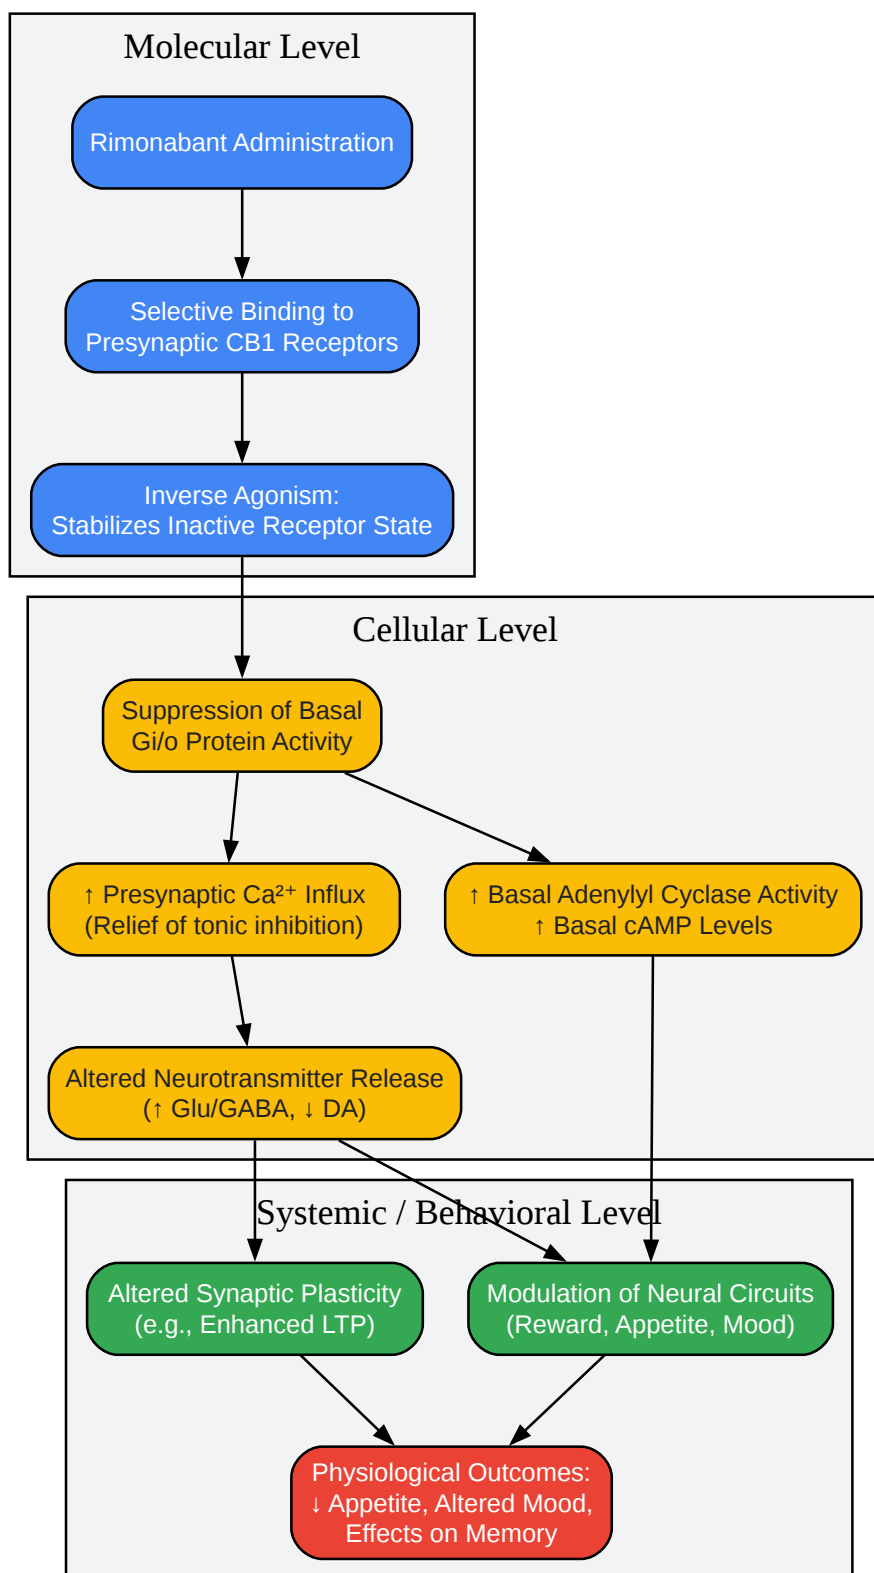 Molecular Level
Rimonabant Administration
Selective Binding to
Presynaptic CB1 Receptors
Inverse Agonism:
Stabilizes Inactive Receptor State
Cellular Level
Suppression of Basal
Gi/o Protein Activity
↑ Presynaptic Ca²⁺ Influx
(Relief of tonic inhibition)
↑ Basal Adenylyl Cyclase Activity
↑ Basal cAMP Levels
Altered Neurotransmitter Release
(↑ Glu/GABA, ↓ DA)
Systemic / Behavioral Level
Altered Synaptic Plasticity
(e.g., Enhanced LTP)
Modulation of Neural Circuits
(Reward, Appetite, Mood)
Physiological Outcomes:
↓ Appetite, Altered Mood,
Effects on Memory